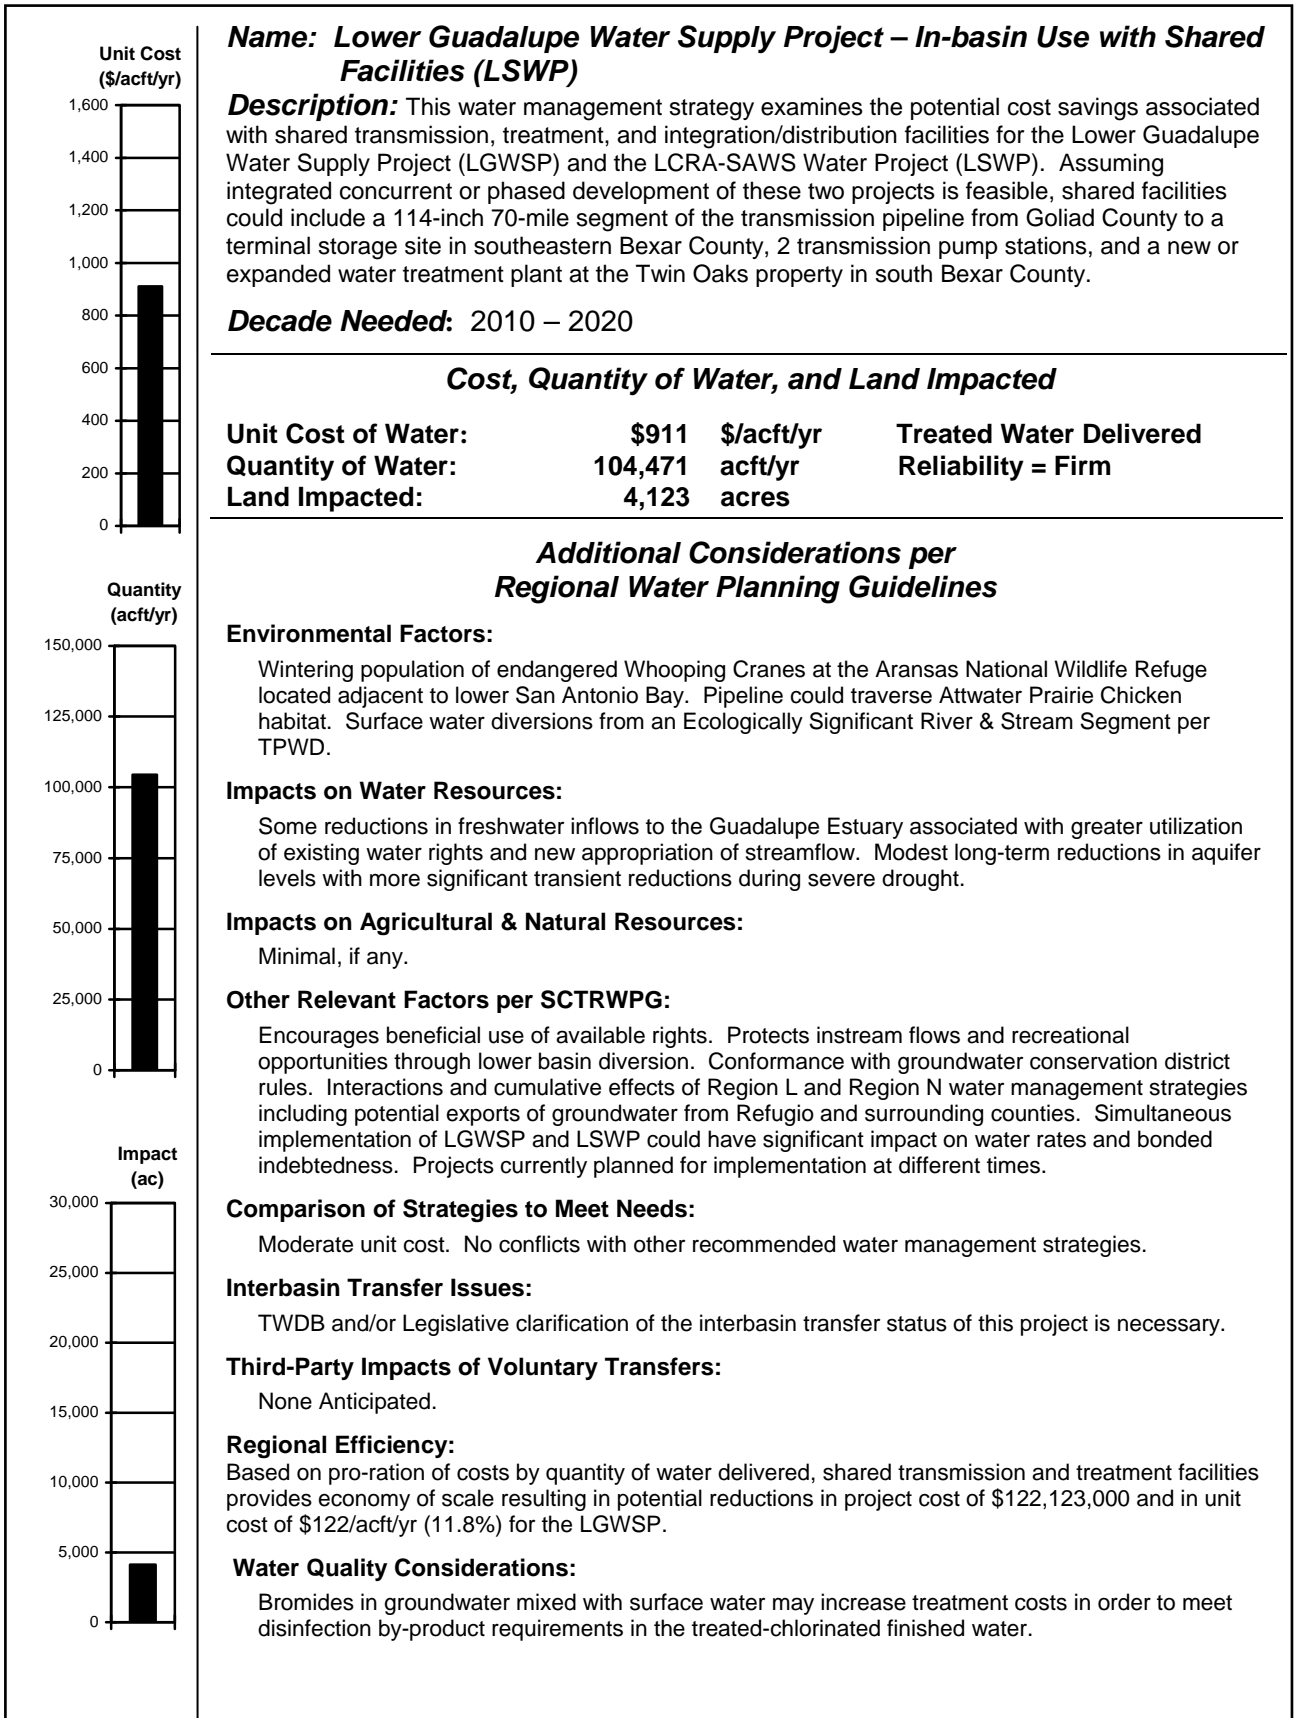 Unit Cost
($/acft/yr)
1,600
1,400
1,200
1,000
800
600
400
200
0
Quantity
(acft/yr)
150,000
125,000
100,000
75,000
50,000
25,000
0
Impact
(ac)
30,000
25,000
20,000
15,000
10,000
5,000
0
Name: Lower Guadalupe Water Supply Project – In-basin Use with Shared
Facilities (LSWP)
Description: This water management strategy examines the potential cost savings associated
with shared transmission, treatment, and integration/distribution facilities for the Lower Guadalupe
Water Supply Project (LGWSP) and the LCRA-SAWS Water Project (LSWP). Assuming
integrated concurrent or phased development of these two projects is feasible, shared facilities
could include a 114-inch 70-mile segment of the transmission pipeline from Goliad County to a
terminal storage site in southeastern Bexar County, 2 transmission pump stations, and a new or
expanded water treatment plant at the Twin Oaks property in south Bexar County.
Decade Needed: 2010 – 2020
Cost, Quantity of Water, and Land Impacted
Unit Cost of Water: $911 $/acft/yr Treated Water Delivered
Quantity of Water: 104,471 acft/yr Reliability = Firm
Land Impacted: 4,123 acres
Additional Considerations per
Regional Water Planning Guidelines
Environmental Factors:
Wintering population of endangered Whooping Cranes at the Aransas National Wildlife Refuge
located adjacent to lower San Antonio Bay. Pipeline could traverse Attwater Prairie Chicken
habitat. Surface water diversions from an Ecologically Significant River & Stream Segment per
TPWD.
Impacts on Water Resources:
Some reductions in freshwater inflows to the Guadalupe Estuary associated with greater utilization
of existing water rights and new appropriation of streamflow. Modest long-term reductions in aquifer
levels with more significant transient reductions during severe drought.
Impacts on Agricultural & Natural Resources:
Minimal, if any.
Other Relevant Factors per SCTRWPG:
Encourages beneficial use of available rights. Protects instream flows and recreational
opportunities through lower basin diversion. Conformance with groundwater conservation district
rules. Interactions and cumulative effects of Region L and Region N water management strategies
including potential exports of groundwater from Refugio and surrounding counties. Simultaneous
implementation of LGWSP and LSWP could have significant impact on water rates and bonded
indebtedness. Projects currently planned for implementation at different times.
Comparison of Strategies to Meet Needs:
Moderate unit cost. No conflicts with other recommended water management strategies.
Interbasin Transfer Issues:
TWDB and/or Legislative clarification of the interbasin transfer status of this project is necessary.
Third-Party Impacts of Voluntary Transfers:
None Anticipated.
Regional Efficiency:
Based on pro-ration of costs by quantity of water delivered, shared transmission and treatment facilities
provides economy of scale resulting in potential reductions in project cost of $122,123,000 and in unit
cost of $122/acft/yr (11.8%) for the LGWSP.
Water Quality Considerations:
Bromides in groundwater mixed with surface water may increase treatment costs in order to meet
disinfection by-product requirements in the treated-chlorinated finished water.